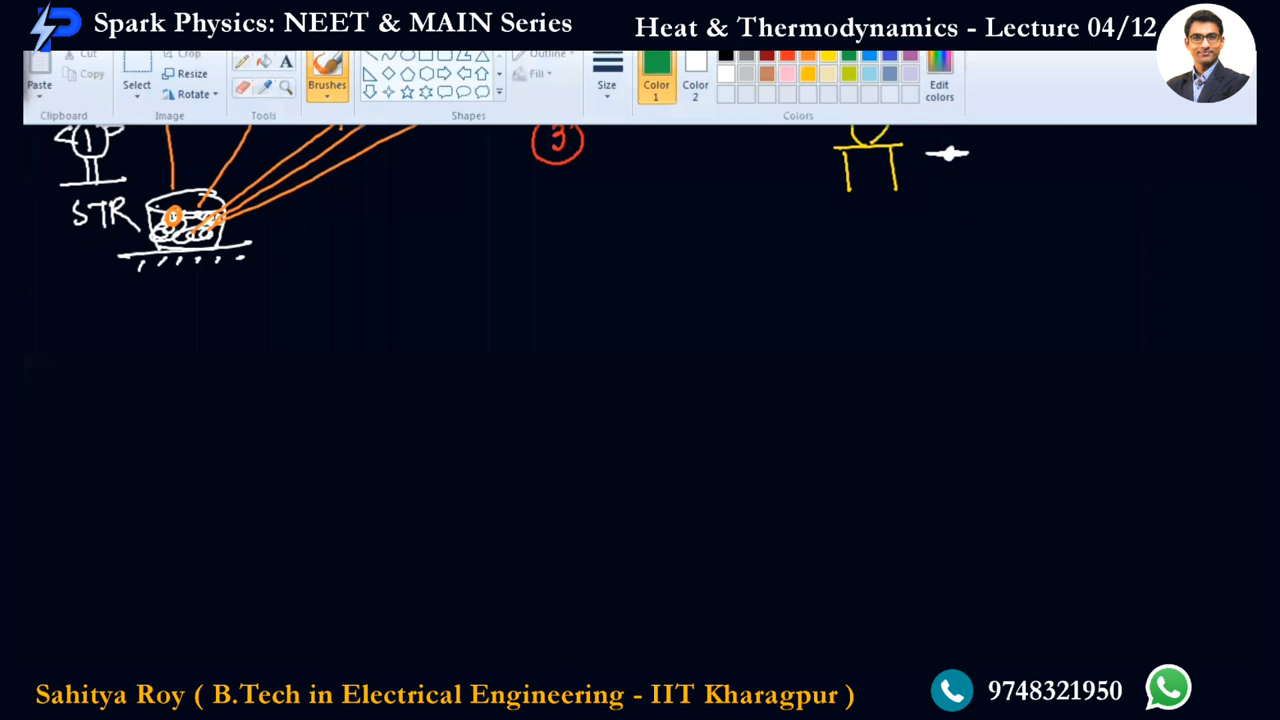 Spark Physics: NEET & MAIN Series
Heat & Thermodynamics - Lecture 04/12
Cut
Copy
Paste
Clipboard
Select
Crop
Resize
Rotate
Image
A
Tools
Brushes
Outline
Fill
Shapes
Size
Color
1
Color
2
Edit
colors
Colors
1
3
STR
Sahitya Roy ( B.Tech in Electrical Engineering - IIT Kharagpur )
9748321950